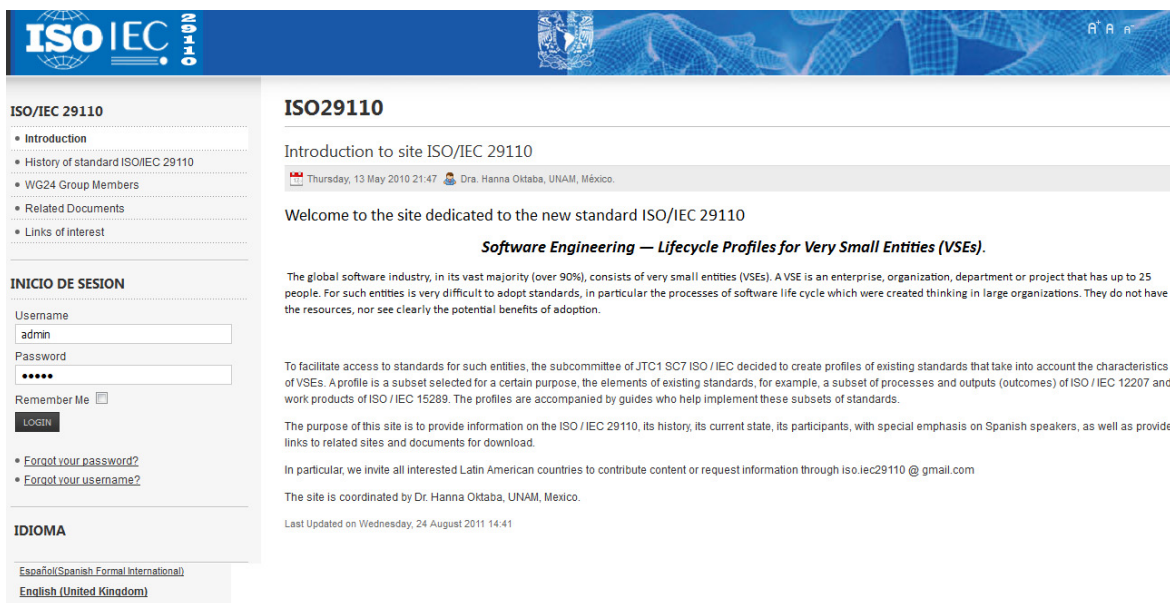 ISO IEC 29110
A+ A A-
ISO/IEC 29110
Introduction
History of standard ISO/IEC 29110
WG24 Group Members
Related Documents
Links of interest
INICIO DE SESION
Username
admin
Password
•••••
Remember Me
LOGIN
Forgot your password?
Forgot your username?
IDIOMA
Español(Spanish Formal International)
English (United Kingdom)
ISO29110
Introduction to site ISO/IEC 29110
Thursday, 13 May 2010 21:47 Dra. Hanna Oktaba, UNAM, México.
Welcome to the site dedicated to the new standard ISO/IEC 29110
Software Engineering — Lifecycle Profiles for Very Small Entities (VSEs).
The global software industry, in its vast majority (over 90%), consists of very small entities (VSEs). A VSE is an enterprise, organization, department or project that has up to 25
people. For such entities is very difficult to adopt standards, in particular the processes of software life cycle which were created thinking in large organizations. They do not have
the resources, nor see clearly the potential benefits of adoption.
To facilitate access to standards for such entities, the subcommittee of JTC1 SC7 ISO / IEC decided to create profiles of existing standards that take into account the characteristics
of VSEs. A profile is a subset selected for a certain purpose, the elements of existing standards, for example, a subset of processes and outputs (outcomes) of ISO / IEC 12207 and
work products of ISO / IEC 15289. The profiles are accompanied by guides who help implement these subsets of standards.
The purpose of this site is to provide information on the ISO / IEC 29110, its history, its current state, its participants, with special emphasis on Spanish speakers, as well as provide
links to related sites and documents for download.
In particular, we invite all interested Latin American countries to contribute content or request information through iso.iec29110 @ gmail.com
The site is coordinated by Dr. Hanna Oktaba, UNAM, Mexico.
Last Updated on Wednesday, 24 August 2011 14:41